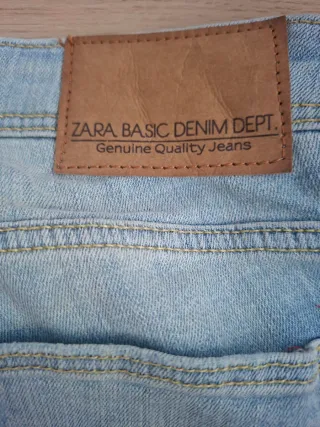 ZARA BASIC DENIM DEPT.
Genuine Quality Jeans